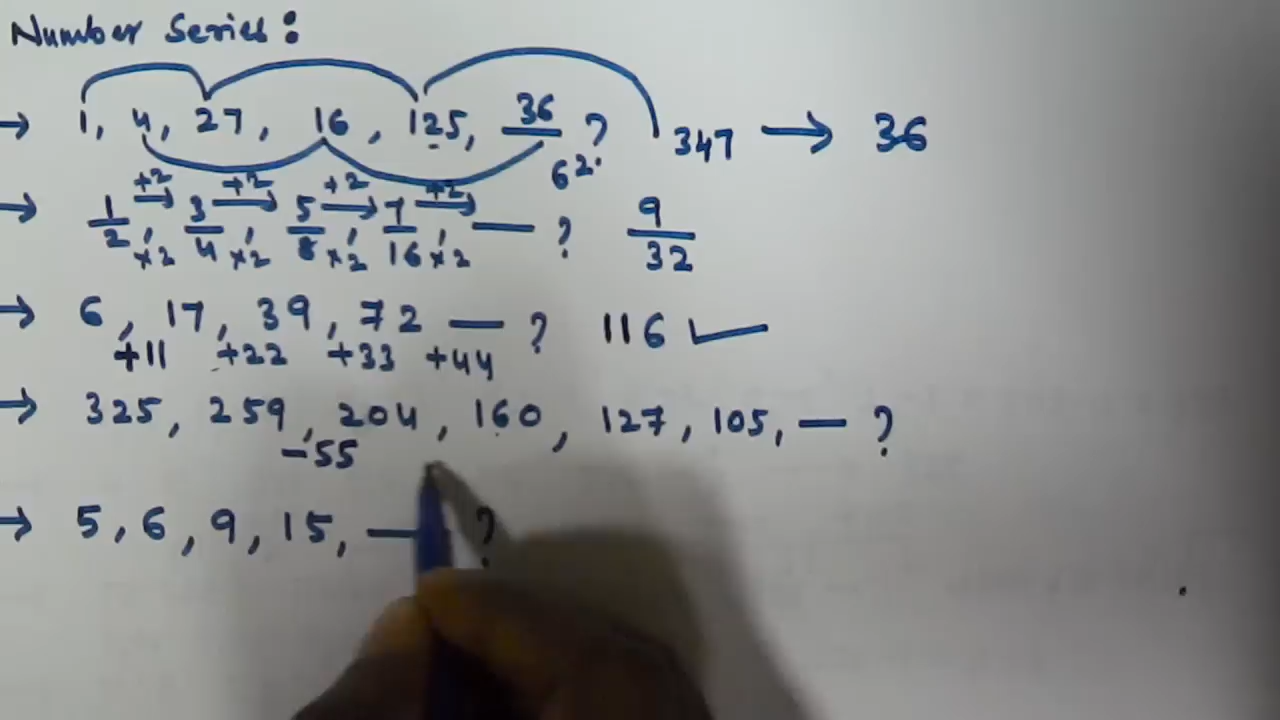 Number Series:
→ 1, 4, 27, 16, 125, 36 ? 347 → 36
6².
+2 +2 +2 +2
→ 1/2, 3/4, 5/8, 7/16, — ? 9/32
×2 ×2 ×2 ×2
→ 6, 17, 39, 72 — ? 116 ✓
+11 +22 +33 +44
→ 325, 259, 204, 160, 127, 105, — ?
-55
→ 5, 6, 9, 15, — ?